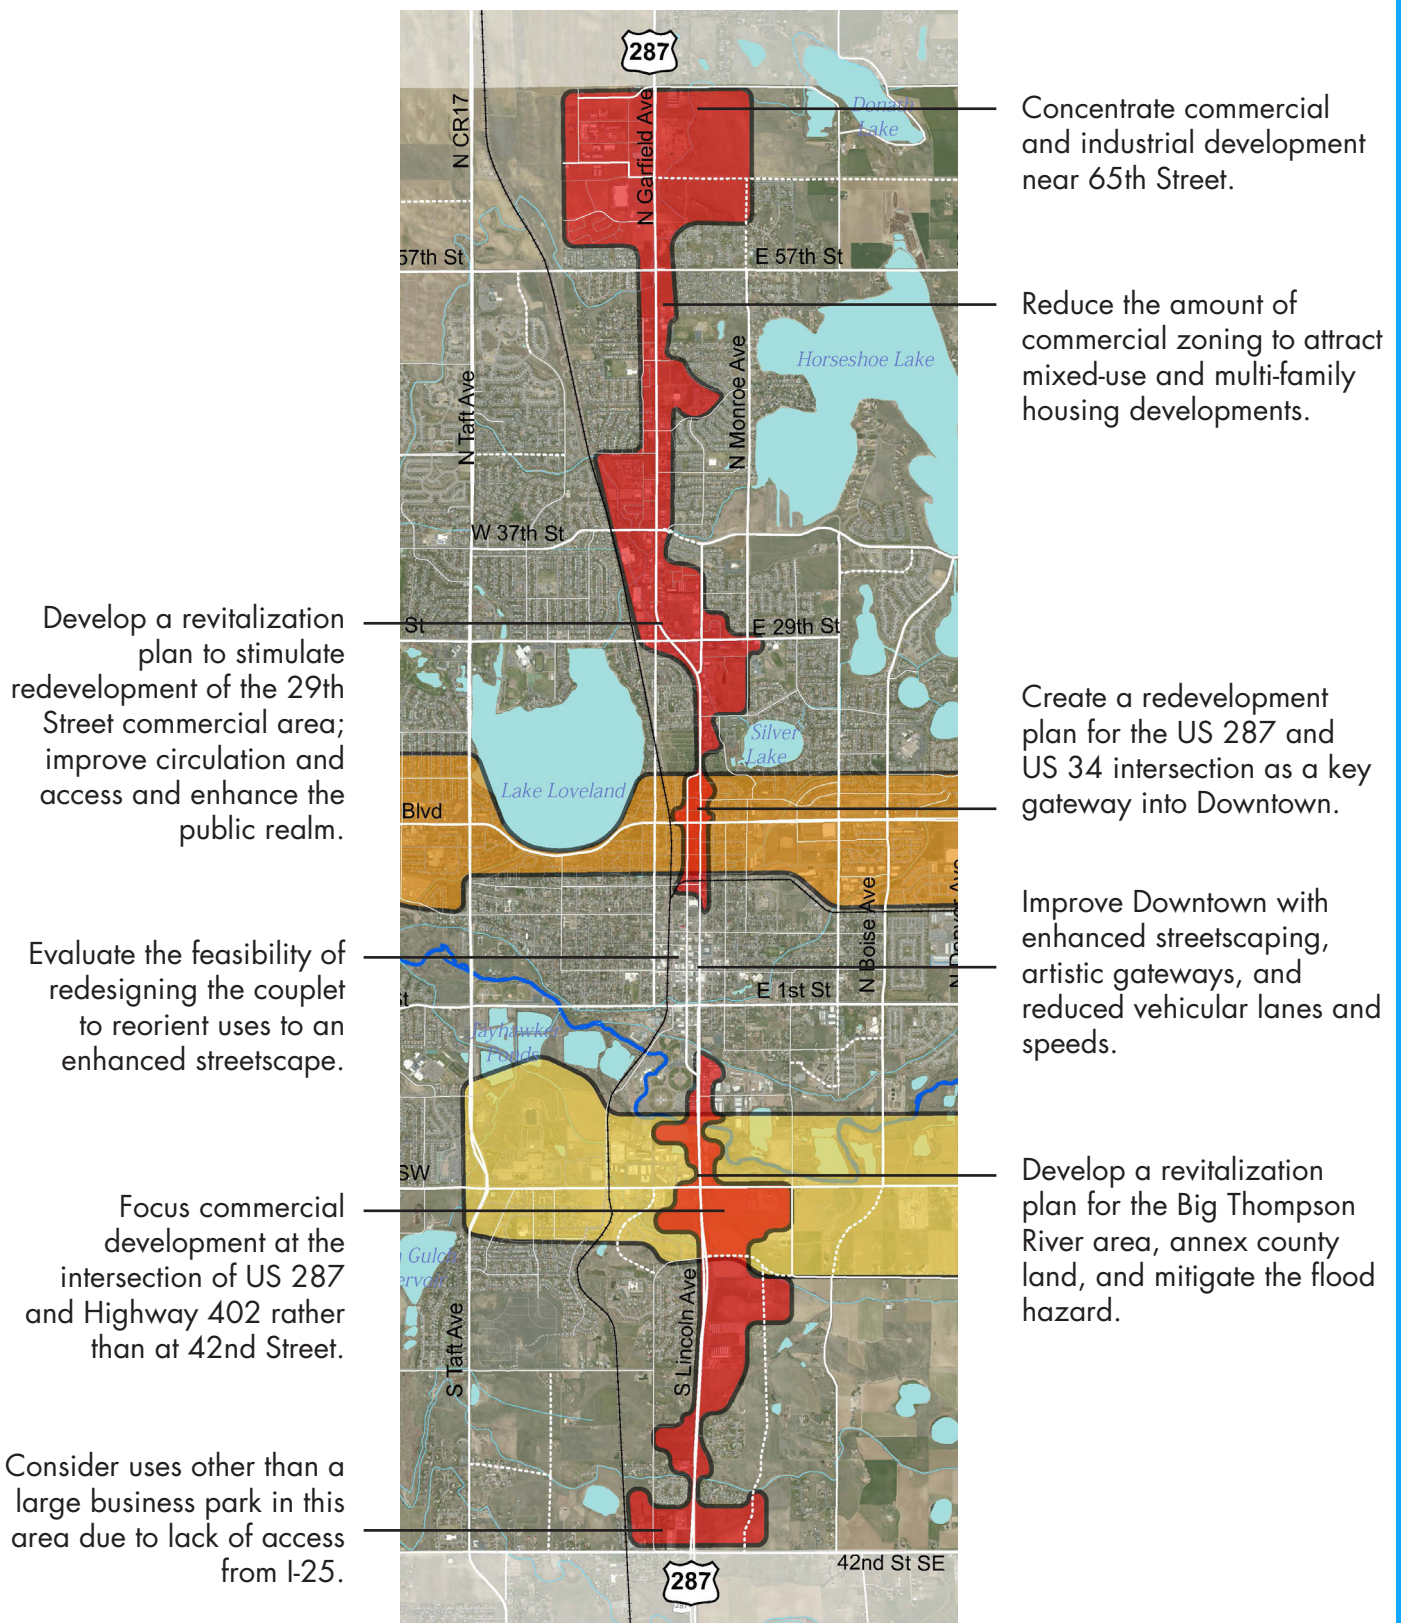 287
N CR17
N Garfield Ave
Donath
Lake
Concentrate commercial
and industrial development
near 65th Street.
57th St
E 57th St
Reduce the amount of
commercial zoning to attract
mixed-use and multi-family
housing developments.
Horseshoe Lake
N Taft Ave
N Monroe Ave
W 37th St
Develop a revitalization
plan to stimulate
redevelopment of the 29th
Street commercial area;
improve circulation and
access and enhance the
public realm.
St
E 29th St
Silver
Lake
Lake Loveland
Blvd
Create a redevelopment
plan for the US 287 and
US 34 intersection as a key
gateway into Downtown.
N Boise Ave
N Denver Ave
Improve Downtown with
enhanced streetscaping,
artistic gateways, and
reduced vehicular lanes and
speeds.
Evaluate the feasibility of
redesigning the couplet
to reorient uses to an
enhanced streetscape.
st
E 1st St
Jayhawker
Ponds
SW
Develop a revitalization
plan for the Big Thompson
River area, annex county
land, and mitigate the flood
hazard.
Focus commercial
development at the
intersection of US 287
and Highway 402 rather
than at 42nd Street.
Gulch
S Taft Ave
S Lincoln Ave
Consider uses other than a
large business park in this
area due to lack of access
from I-25.
42nd St SE
287